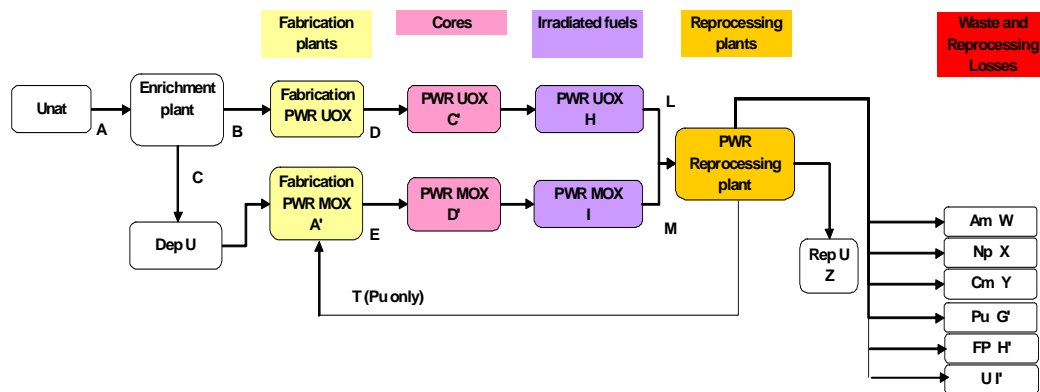 Fabrication
plants
Cores
Irradiated fuels
Reprocessing
plants
Waste and
Reprocessing
Losses
Unat
A
Enrichment
plant
B
Fabrication
PWR UOX
D
PWR UOX
C'
PWR UOX
H
L
PWR
Reprocessing
plant
C
Dep U
Fabrication
PWR MOX
A'
E
PWR MOX
D'
PWR MOX
I
M
Rep U
Z
T (Pu only)
Am W
Np X
Cm Y
Pu G'
FP H'
U I'